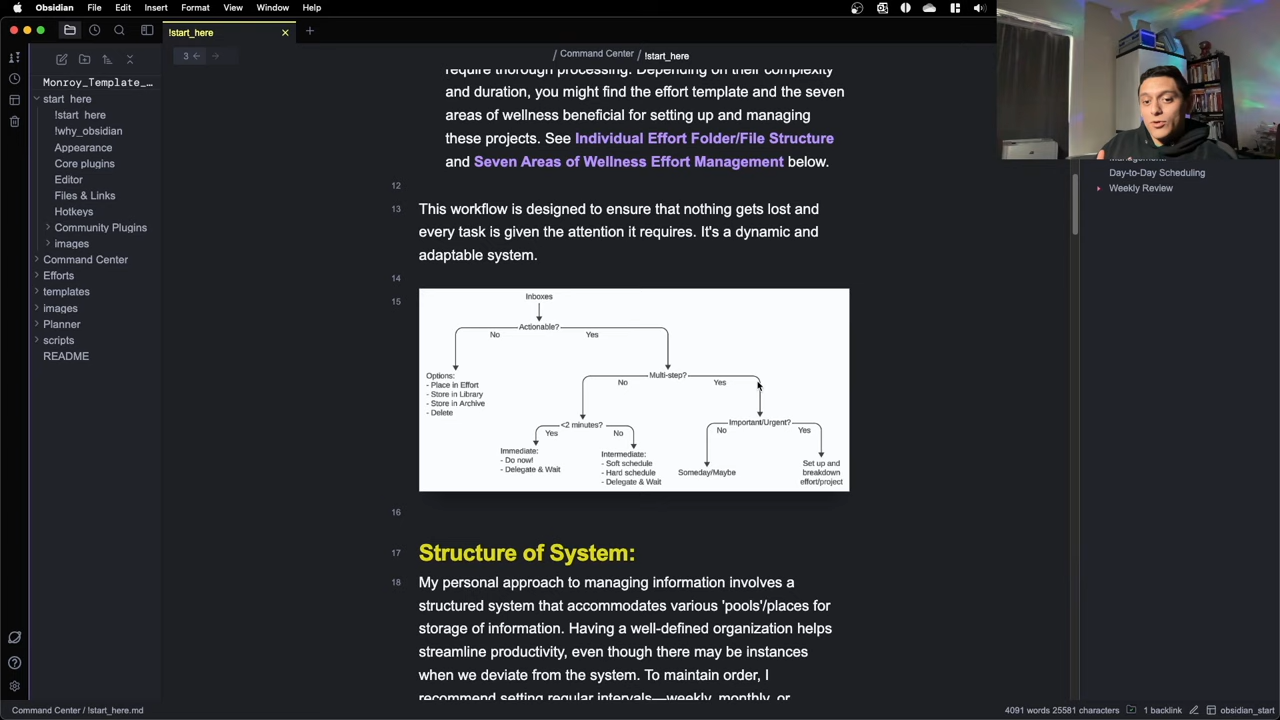 Obsidian File Edit Insert Format View Window Help
!start_here
3
/ Command Center / !start_here
Monroy_Template_...
start here
!start here
!why_obsidian
Appearance
Core plugins
Editor
Files & Links
Hotkeys
Community Plugins
images
Command Center
Efforts
templates
images
Planner
scripts
README
require thorough processing. Depending on their complexity
and duration, you might find the effort template and the seven
areas of wellness beneficial for setting up and managing
these projects. See Individual Effort Folder/File Structure
and Seven Areas of Wellness Effort Management below.
12
13 This workflow is designed to ensure that nothing gets lost and
every task is given the attention it requires. It's a dynamic and
adaptable system.
14
15
Inboxes
Actionable?
No Yes
Options:
- Place in Effort
- Store in Library
- Store in Archive
- Delete
Multi-step?
No Yes
<2 minutes?
Yes No
Important/Urgent?
No Yes
Immediate:
- Do now!
- Delegate & Wait
Intermediate:
- Soft schedule
- Hard schedule
- Delegate & Wait
Someday/Maybe
Set up and
breakdown
effort/project
16
17 Structure of System:
18 My personal approach to managing information involves a
structured system that accommodates various 'pools'/places for
storage of information. Having a well-defined organization helps
streamline productivity, even though there may be instances
when we deviate from the system. To maintain order, I
recommend setting regular intervals—weekly, monthly, or
Management
Day-to-Day Scheduling
Weekly Review
Command Center / !start_here.md
4091 words 25581 characters
1 backlink
obsidian_start